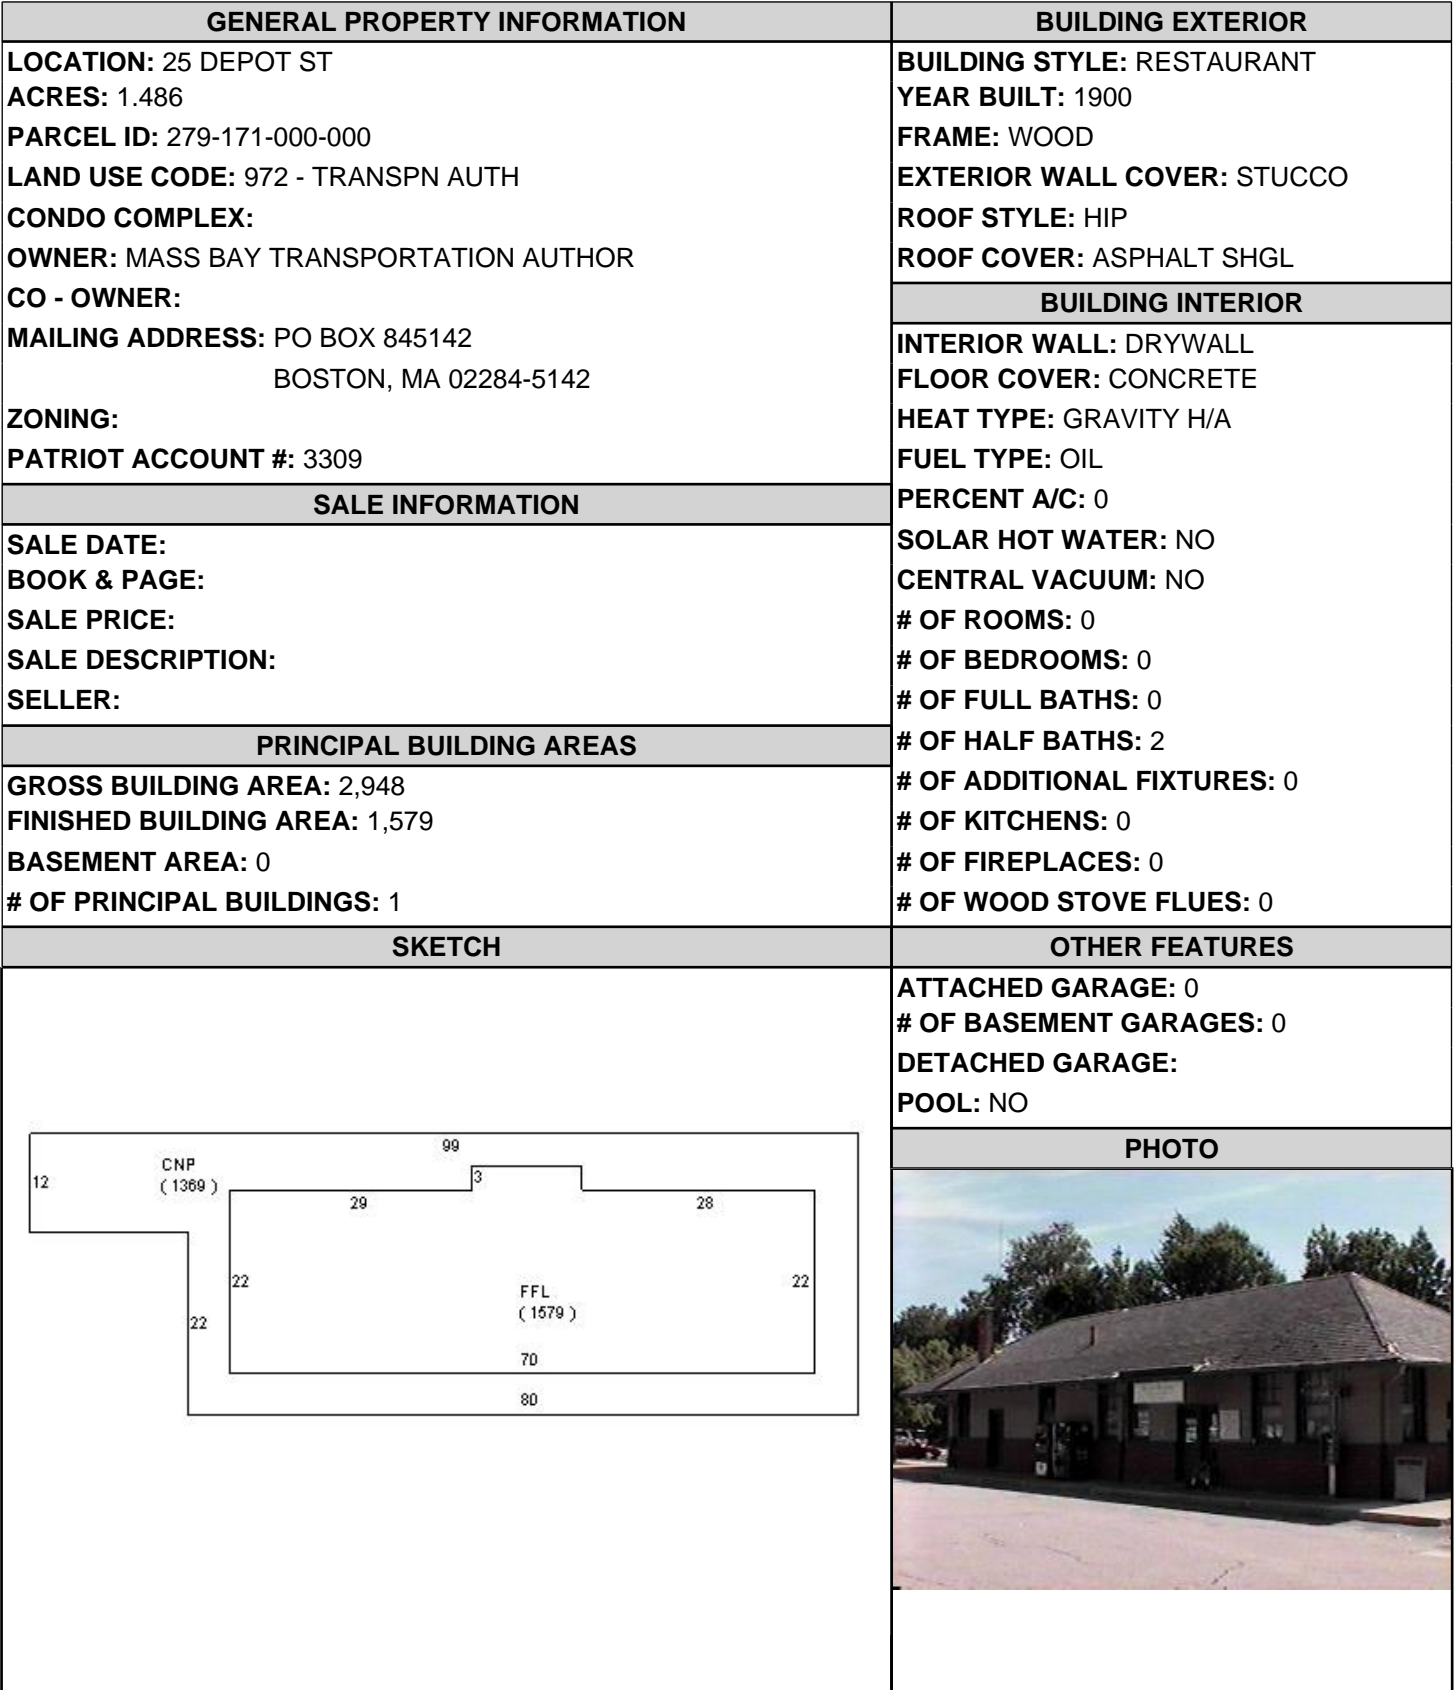 GENERAL PROPERTY INFORMATION
LOCATION: 25 DEPOT ST
ACRES: 1.486
PARCEL ID: 279-171-000-000
LAND USE CODE: 972 - TRANSPN AUTH
CONDO COMPLEX:
OWNER: MASS BAY TRANSPORTATION AUTHOR
CO - OWNER:
MAILING ADDRESS: PO BOX 845142
BOSTON, MA 02284-5142
ZONING:
PATRIOT ACCOUNT #: 3309
SALE INFORMATION
SALE DATE:
BOOK & PAGE:
SALE PRICE:
SALE DESCRIPTION:
SELLER:
PRINCIPAL BUILDING AREAS
GROSS BUILDING AREA: 2,948
FINISHED BUILDING AREA: 1,579
BASEMENT AREA: 0
# OF PRINCIPAL BUILDINGS: 1
SKETCH
99
CNP
( 1369 )
12
3
29
28
22
22
22
FFL
( 1579 )
70
80
BUILDING EXTERIOR
BUILDING STYLE: RESTAURANT
YEAR BUILT: 1900
FRAME: WOOD
EXTERIOR WALL COVER: STUCCO
ROOF STYLE: HIP
ROOF COVER: ASPHALT SHGL
BUILDING INTERIOR
INTERIOR WALL: DRYWALL
FLOOR COVER: CONCRETE
HEAT TYPE: GRAVITY H/A
FUEL TYPE: OIL
PERCENT A/C: 0
SOLAR HOT WATER: NO
CENTRAL VACUUM: NO
# OF ROOMS: 0
# OF BEDROOMS: 0
# OF FULL BATHS: 0
# OF HALF BATHS: 2
# OF ADDITIONAL FIXTURES: 0
# OF KITCHENS: 0
# OF FIREPLACES: 0
# OF WOOD STOVE FLUES: 0
OTHER FEATURES
ATTACHED GARAGE: 0
# OF BASEMENT GARAGES: 0
DETACHED GARAGE:
POOL: NO
PHOTO